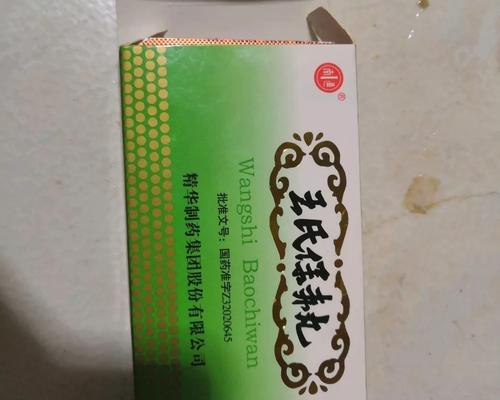 王氏保赤丸
Wangshi Baochiwan
批准文号：国药准字Z32020645
精华制药集团股份有限公司